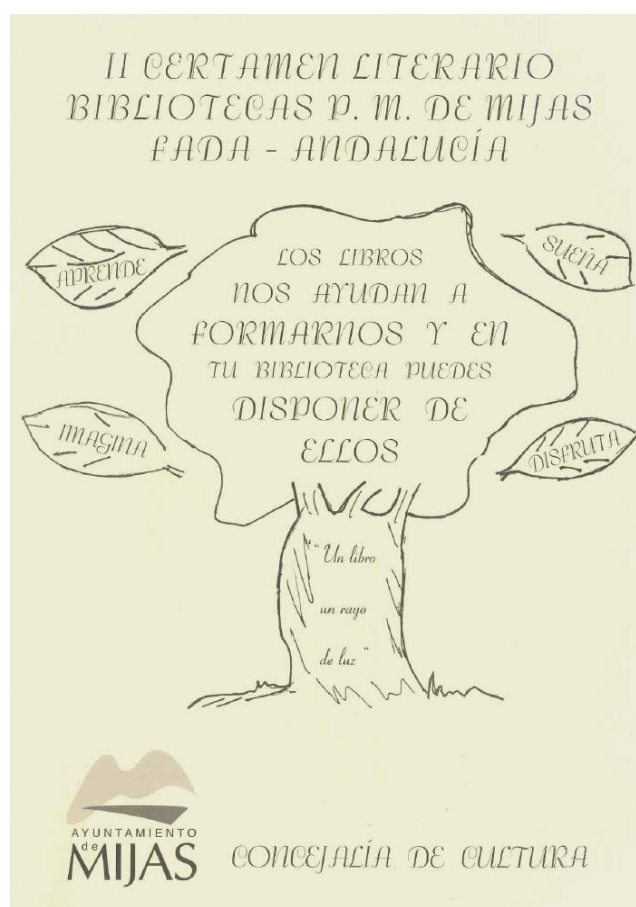 II CERTAMEN LITERARIO
BIBLIOTECAS P. M. DE MIJAS
FADA - ANDALUCÍA
APRENDE
SUEÑA
LOS LIBROS
NOS AYUDAN A
FORMARNOS Y EN
TU BIBLIOTECA PUEDES
DISPONER DE
ELLOS
IMAGINA
DISFRUTA
"Un libro
un rayo
de luz"
AYUNTAMIENTO
de
MIJAS
CONCEJALÍA DE CULTURA